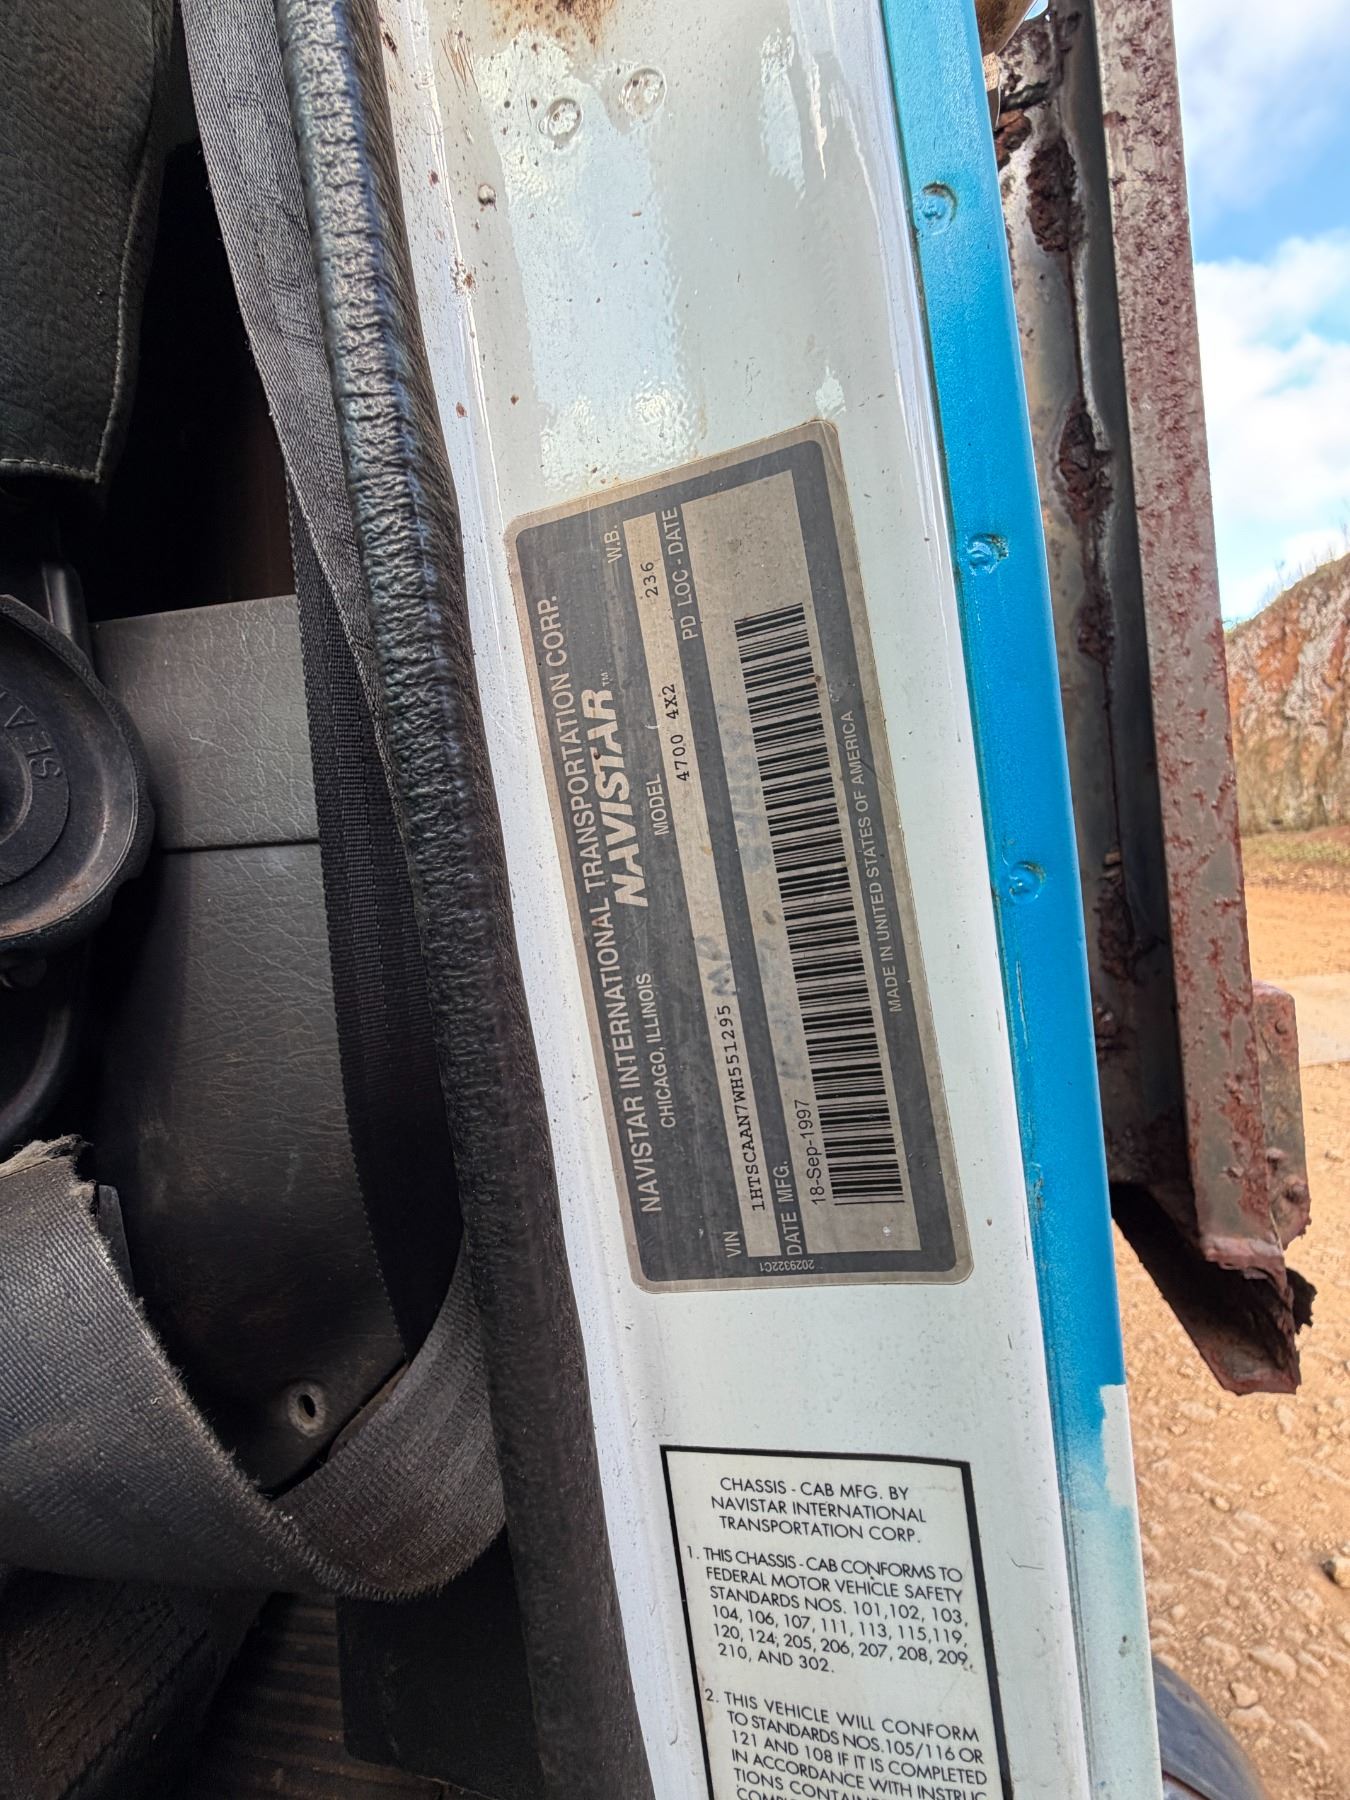 NAVISTAR INTERNATIONAL TRANSPORTATION CORP.
CHICAGO, ILLINOIS
NAVISTAR™
MODEL
W.B.
4700 4X2
236
VIN
1HTSCAAN7WH551295
PD LOC - DATE
DATE MFG.
18-Sep-1997
MADE IN UNITED STATES OF AMERICA
2029322C1
CHASSIS - CAB MFG. BY
NAVISTAR INTERNATIONAL
TRANSPORTATION CORP.
1. THIS CHASSIS - CAB CONFORMS TO
FEDERAL MOTOR VEHICLE SAFETY
STANDARDS NOS. 101,102, 103,
104, 106, 107, 111, 113, 115,119,
120, 124, 205, 206, 207, 208, 209,
210, AND 302.
2. THIS VEHICLE WILL CONFORM
TO STANDARDS NOS.105/116 OR
121 AND 108 IF IT IS COMPLETED
IN ACCORDANCE WITH INSTRUC
TIONS